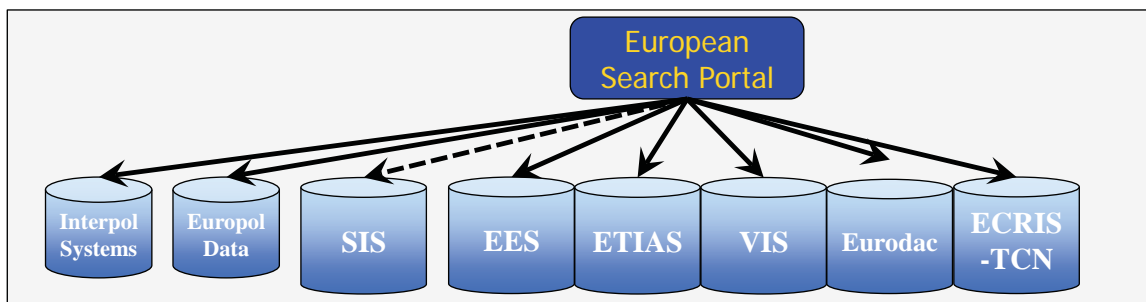 European
Search Portal
Interpol
Systems
Europol
Data
SIS
EES
ETIAS
VIS
Eurodac
ECRIS
-TCN